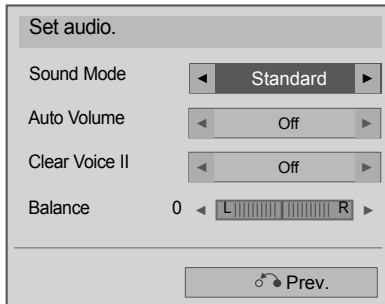 Set audio.
Sound Mode ◄ Standard ►
Auto Volume ◄ Off ►
Clear Voice II ◄ Off ►
Balance 0 ◄ L R ►
Prev.